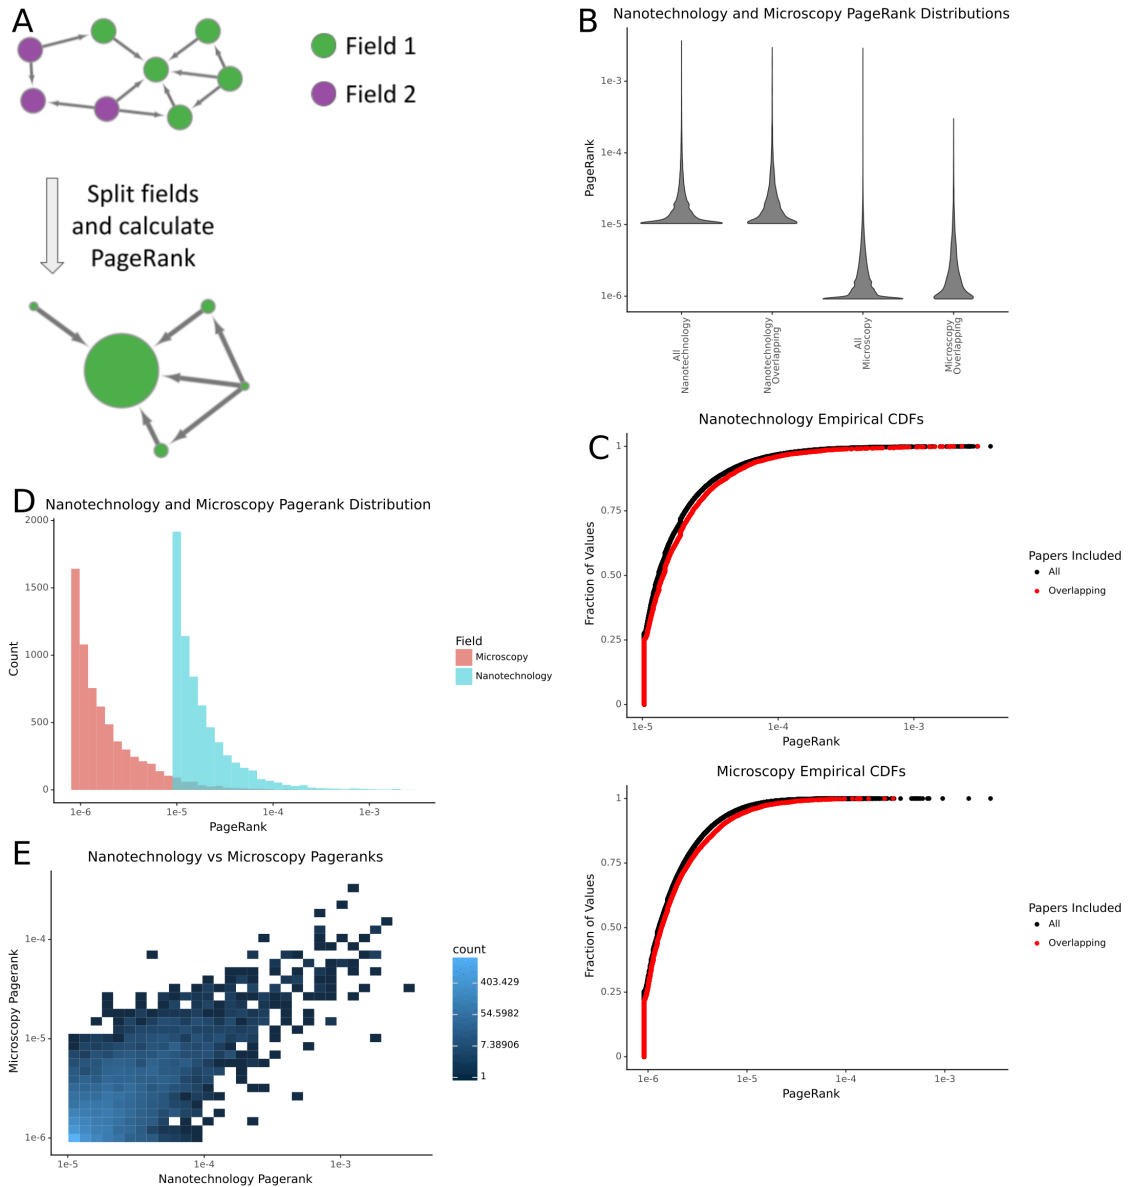 A
Field 1
Field 2
Split fields
and calculate
PageRank
B
Nanotechnology and Microscopy PageRank Distributions
PageRank
1e-3
1e-4
1e-5
1e-6
All
Nanotechnology
Nanotechnology
Overlapping
All
Microscopy
Microscopy
Overlapping
C
Nanotechnology Empirical CDFs
Fraction of Values
1
0.75
0.50
0.25
0
1e-5
1e-4
1e-3
PageRank
Papers Included
All
Overlapping
Microscopy Empirical CDFs
Fraction of Values
1
0.75
0.50
0.25
0
1e-6
1e-5
1e-4
1e-3
PageRank
Papers Included
All
Overlapping
D
Nanotechnology and Microscopy Pagerank Distribution
Count
2000
1500
1000
500
0
1e-6
1e-5
1e-4
1e-3
PageRank
Field
Microscopy
Nanotechnology
E
Nanotechnology vs Microscopy Pageranks
Microscopy Pagerank
1e-4
1e-5
1e-6
1e-5
1e-4
1e-3
Nanotechnology Pagerank
count
403.429
54.5982
7.38906
1